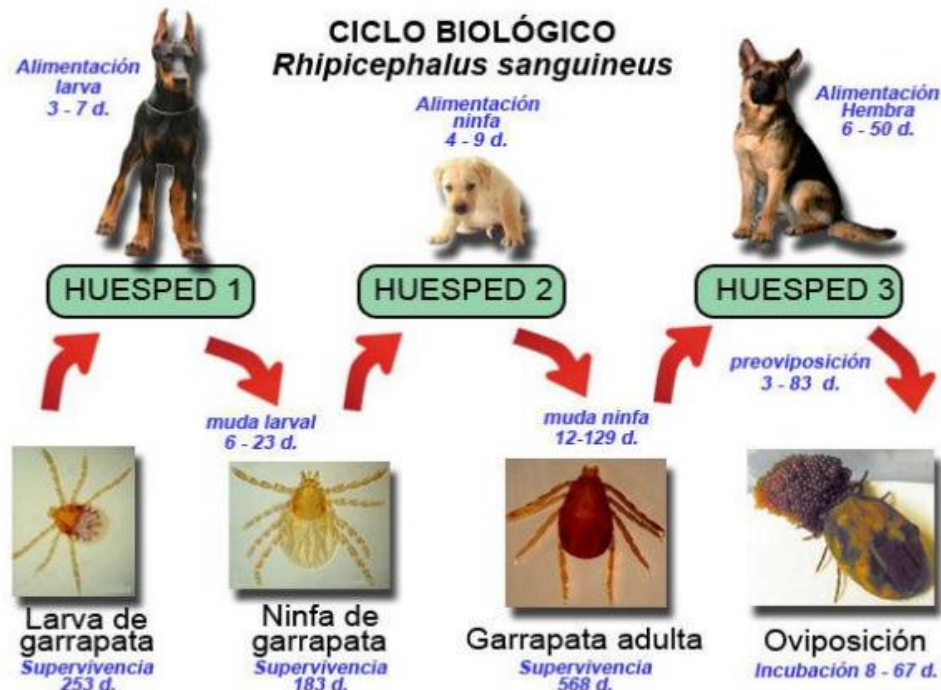 CICLO BIOLÓGICO
Rhipicephalus sanguineus
Alimentación
larva
3 - 7 d.
Alimentación
ninfa
4 - 9 d.
Alimentación
Hembra
6 - 50 d.
HUESPED 1
HUESPED 2
HUESPED 3
muda larval
6 - 23 d.
muda ninfa
12-129 d.
preoviposición
3 - 83 d.
Larva de
garrapata
Supervivencia
253 d.
Ninfa de
garrapata
Supervivencia
183 d.
Garrapata adulta
Supervivencia
568 d.
Oviposición
Incubación 8 - 67 d.